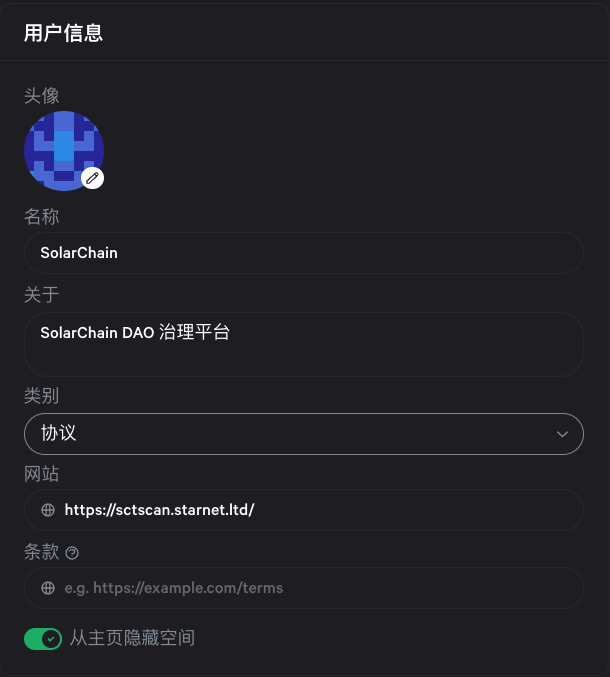 用户信息
头像
名称
SolarChain
关于
SolarChain DAO 治理平台
类别
协议
网站
https://sctscan.starnet.ltd/
条款
e.g. https://example.com/terms
从主页隐藏空间